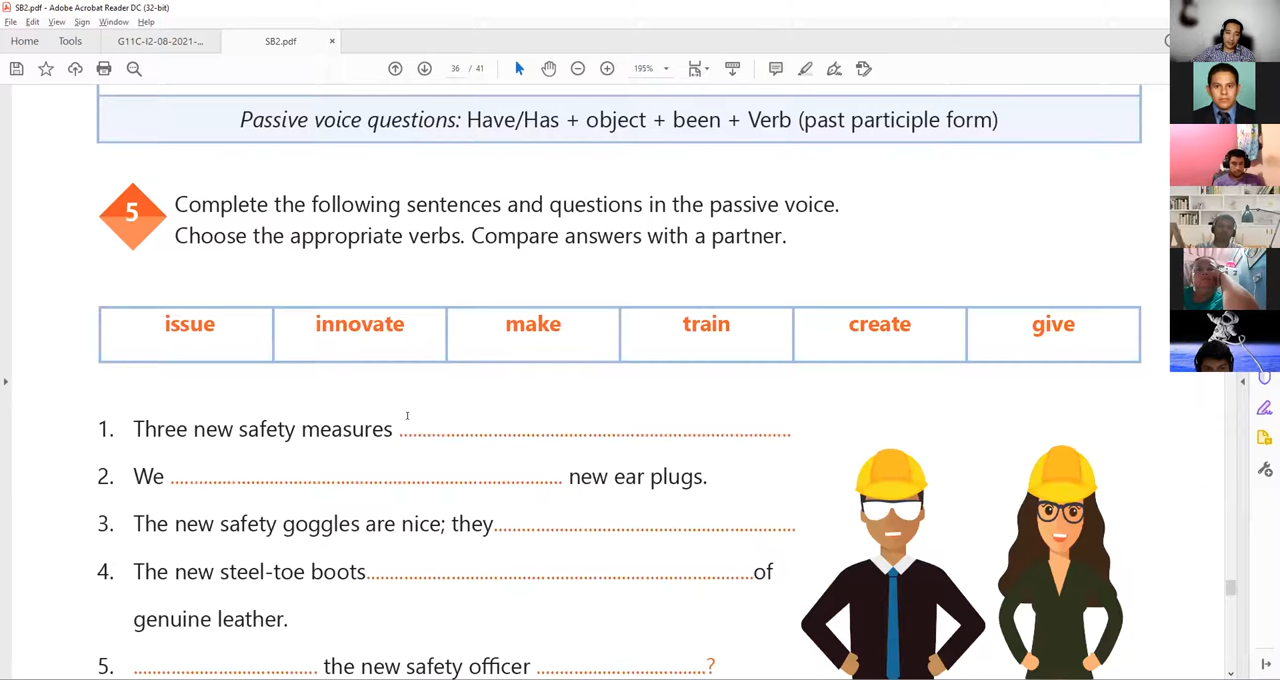 SB2.pdf - Adobe Acrobat Reader DC (32-bit)
File Edit View Sign Window Help
Home Tools G11C-I2-08-2021-... SB2.pdf ×
36 / 41 195%
Passive voice questions: Have/Has + object + been + Verb (past participle form)
5 Complete the following sentences and questions in the passive voice.
Choose the appropriate verbs. Compare answers with a partner.
issue innovate make train create give
1. Three new safety measures ....................
2. We .................... new ear plugs.
3. The new safety goggles are nice; they....................
4. The new steel-toe boots....................of
genuine leather.
5. .................... the new safety officer ....................?